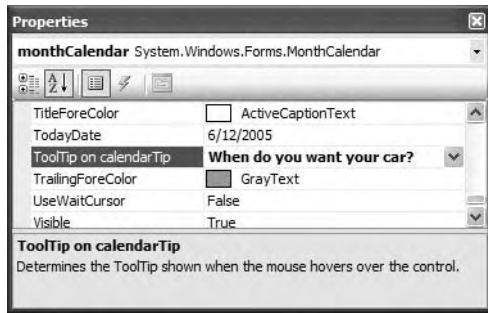 Properties
monthCalendar System.Windows.Forms.MonthCalendar
TitleForeColor ActiveCaptionText
TodayDate 6/12/2005
ToolTip on calendarTip When do you want your car?
TrailingForeColor GrayText
UseWaitCursor False
Visible True
ToolTip on calendarTip
Determines the ToolTip shown when the mouse hovers over the control.